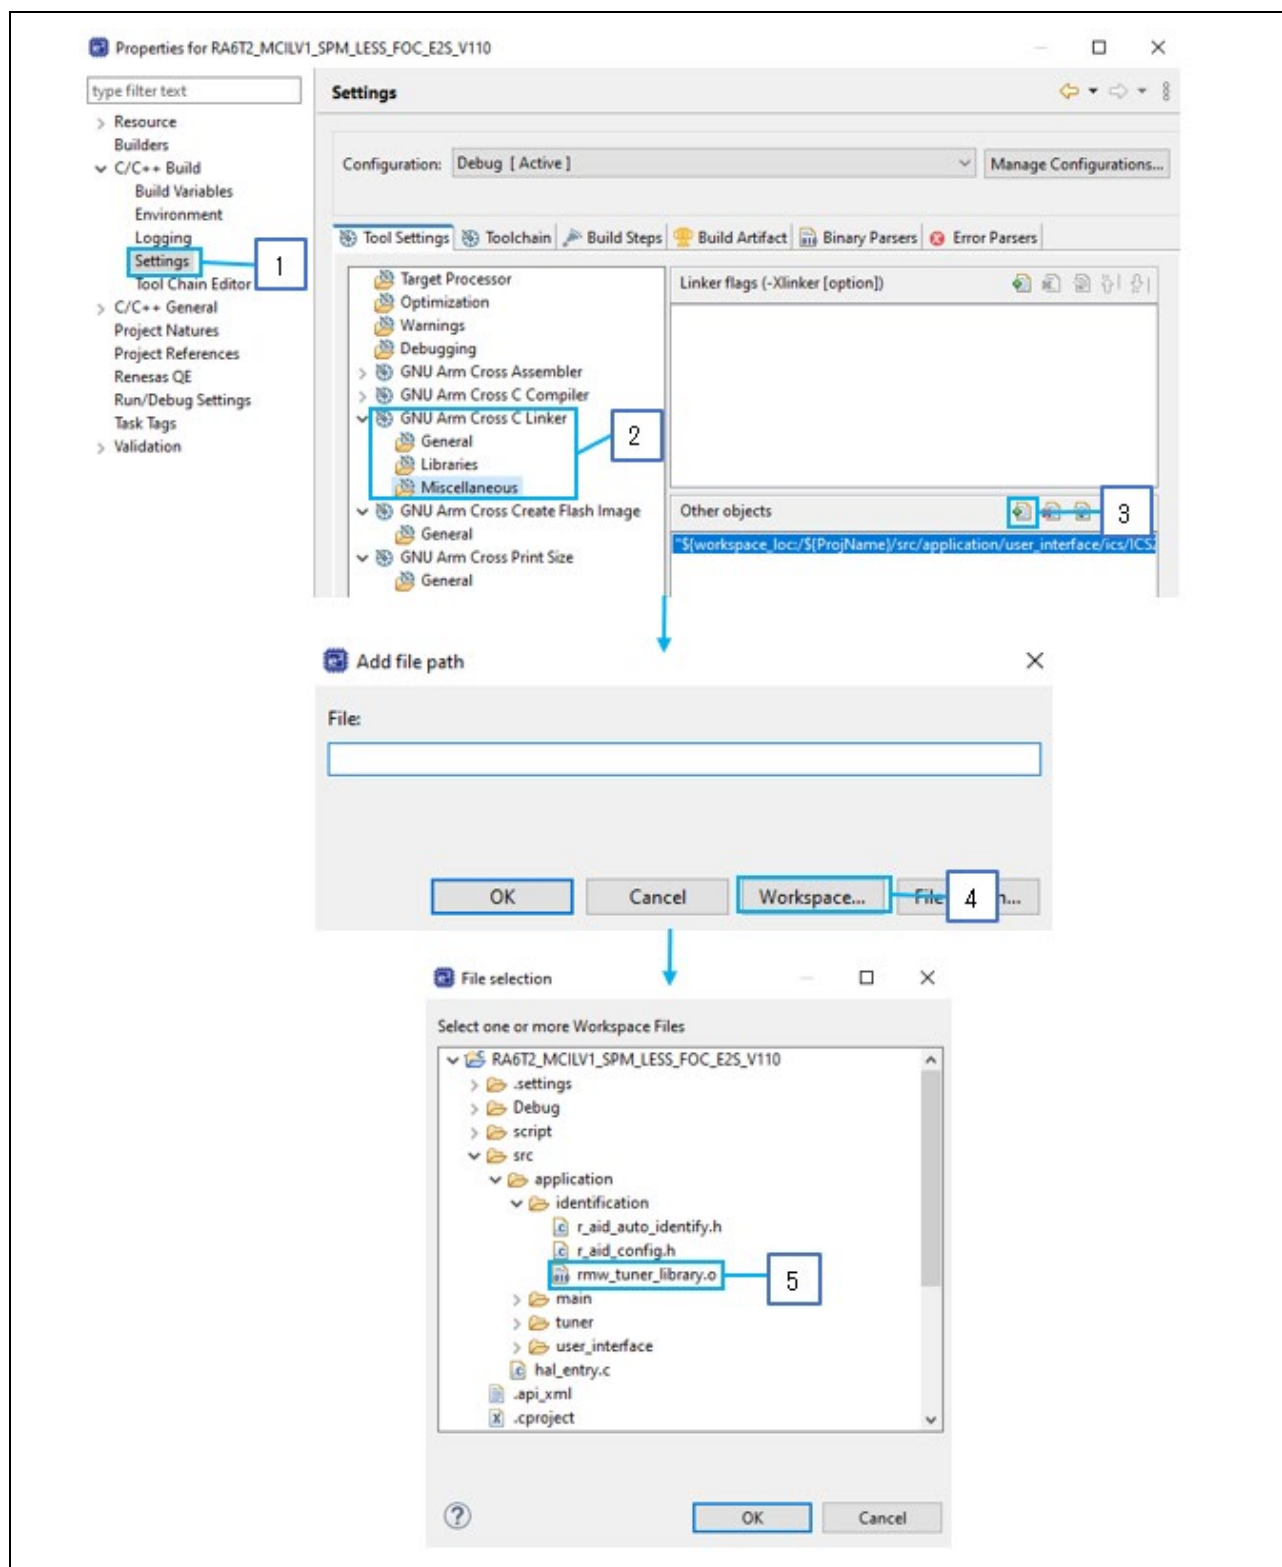 Properties for RA6T2_MCILV1_SPM_LESS_FOC_E2S_V110
type filter text
Resource
Builders
C/C++ Build
Build Variables
Environment
Logging
Settings
Tool Chain Editor
C/C++ General
Project Natures
Project References
Renesas QE
Run/Debug Settings
Task Tags
Validation
1
Settings
Configuration: Debug [ Active ]
Manage Configurations...
Tool Settings Toolchain Build Steps Build Artifact Binary Parsers Error Parsers
Target Processor
Optimization
Warnings
Debugging
GNU Arm Cross Assembler
GNU Arm Cross C Compiler
GNU Arm Cross C Linker
General
Libraries
Miscellaneous
GNU Arm Cross Create Flash Image
General
GNU Arm Cross Print Size
General
2
Linker flags (-Xlinker [option])
Other objects
3
"${workspace_loc:/${ProjName}/src/application/user_interface/ics/ICS2
Add file path
File:
OK Cancel Workspace... File
4
File selection
Select one or more Workspace Files
RA6T2_MCILV1_SPM_LESS_FOC_E2S_V110
.settings
Debug
script
src
application
identification
r_aid_auto_identify.h
r_aid_config.h
rmw_tuner_library.o
5
main
tuner
user_interface
hal_entry.c
.api_xml
.cproject
?
OK Cancel